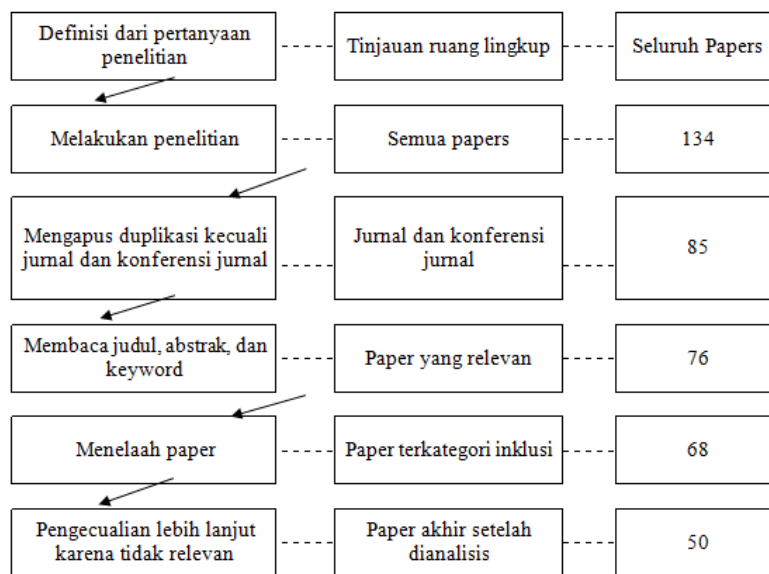 Definisi dari pertanyaan
penelitian
Tinjauan ruang lingkup
Seluruh Papers
Melakukan penelitian
Semua papers
134
Mengapus duplikasi kecuali
jurnal dan konferensi jurnal
Jurnal dan konferensi
jurnal
85
Membaca judul, abstrak, dan
keyword
Paper yang relevan
76
Menelaah paper
Paper terkategori inklusi
68
Pengecualian lebih lanjut
karena tidak relevan
Paper akhir setelah
dianalisis
50